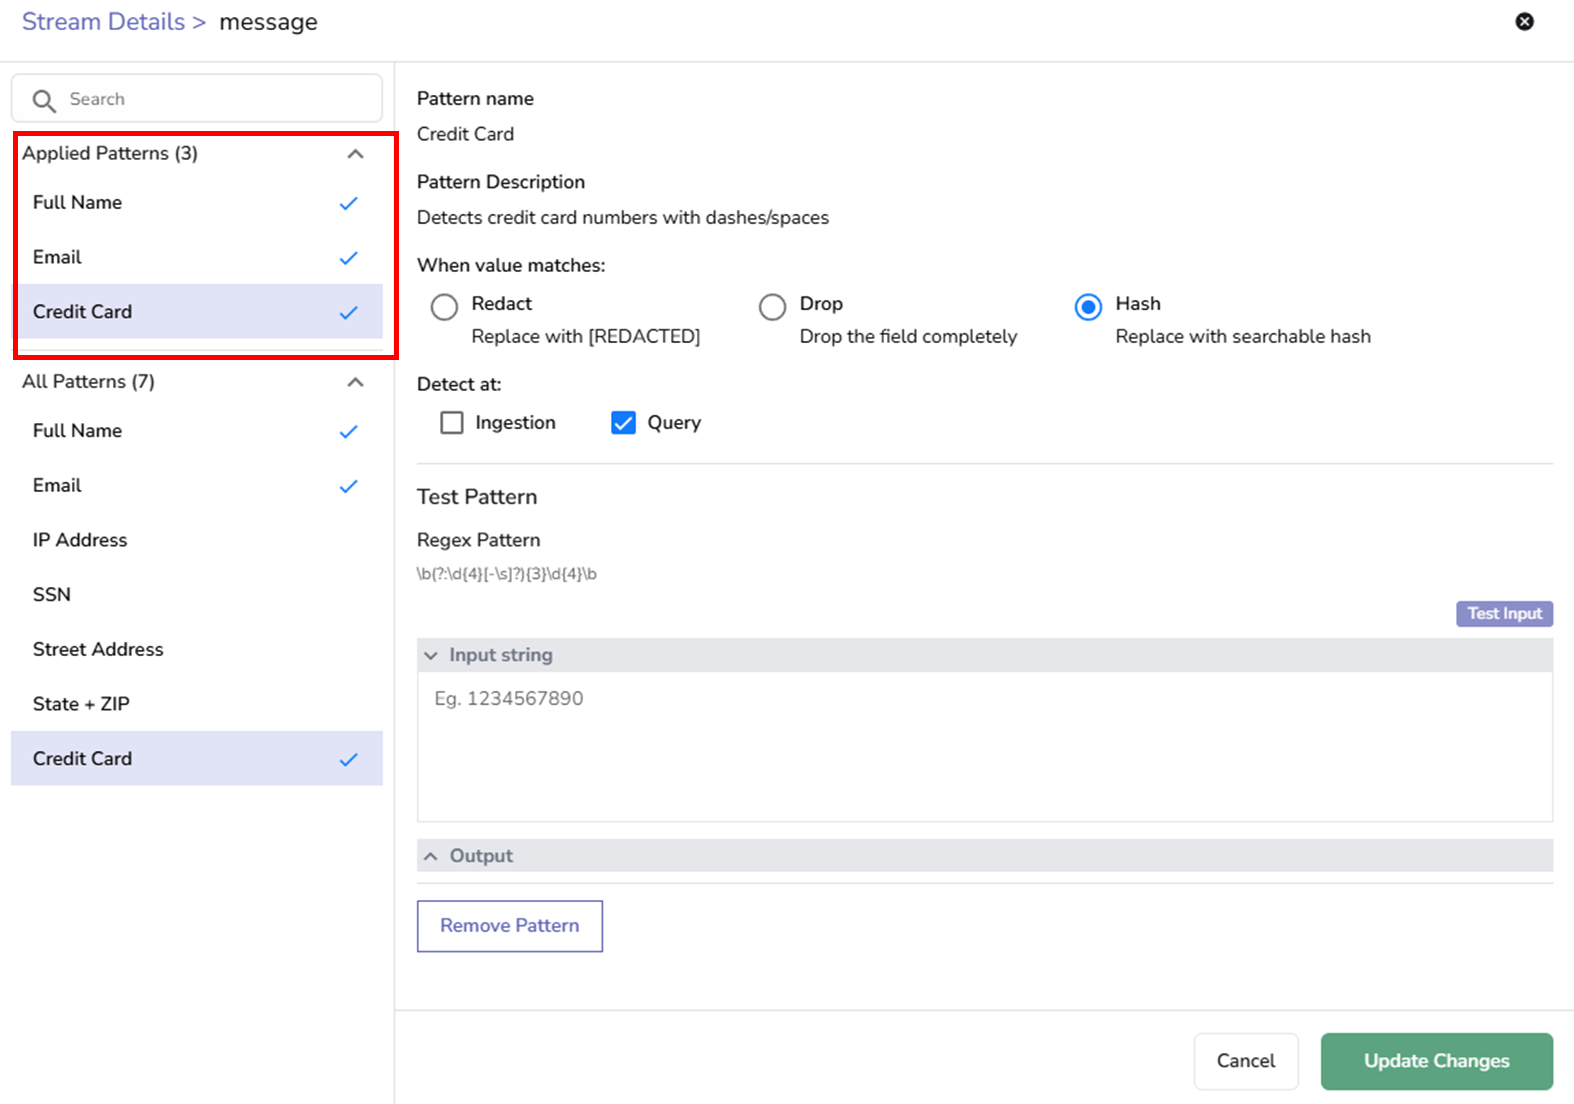 Stream Details > message
Search
Applied Patterns (3)
Full Name
Email
Credit Card
All Patterns (7)
Full Name
Email
IP Address
SSN
Street Address
State + ZIP
Credit Card
Pattern name
Credit Card
Pattern Description
Detects credit card numbers with dashes/spaces
When value matches:
Redact
Replace with [REDACTED]
Drop
Drop the field completely
Hash
Replace with searchable hash
Detect at:
Ingestion
Query
Test Pattern
Regex Pattern
\b(?:\d{4}[-\s]?){3}\d{4}\b
Test Input
Input string
Eg. 1234567890
Output
Remove Pattern
Cancel
Update Changes